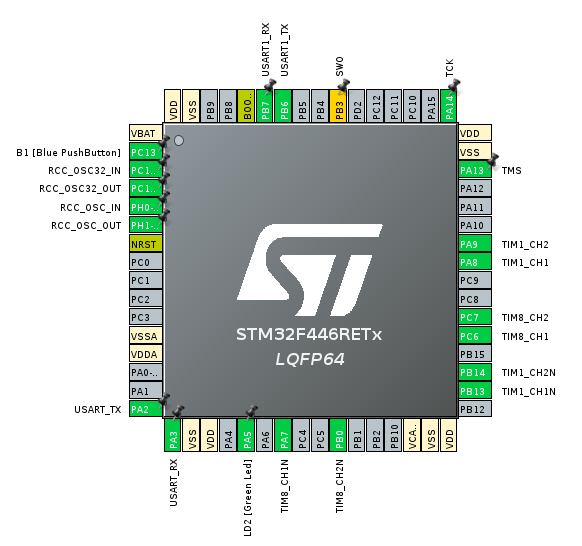 USART1_RX
USART1_TX
SWO
TCK
VDD
VSS
PB9
PB8
BOO..
PB7
PB6
PB5
PB4
PB3
PD2
PC12
PC11
PC10
PA15
PA14
VBAT
B1 [Blue PushButton] PC13
RCC_OSC32_IN PC1..
RCC_OSC32_OUT PC1..
RCC_OSC_IN PH0-..
RCC_OSC_OUT PH1-..
NRST
PC0
PC1
PC2
PC3
VSSA
VDDA
PA0-..
PA1
USART_TX PA2
VDD
VSS
PA13 TMS
PA12
PA11
PA10
PA9 TIM1_CH2
PA8 TIM1_CH1
PC9
PC8
PC7 TIM8_CH2
PC6 TIM8_CH1
PB15
PB14 TIM1_CH2N
PB13 TIM1_CH1N
PB12
ST
STM32F446RETx
LQFP64
PA3
VSS
VDD
PA4
PA5
PA6
PA7
PC4
PC5
PB0
PB1
PB2
PB10
VCA..
VSS
VDD
USART_RX
LD2 [Green Led]
TIM8_CH1N
TIM8_CH2N